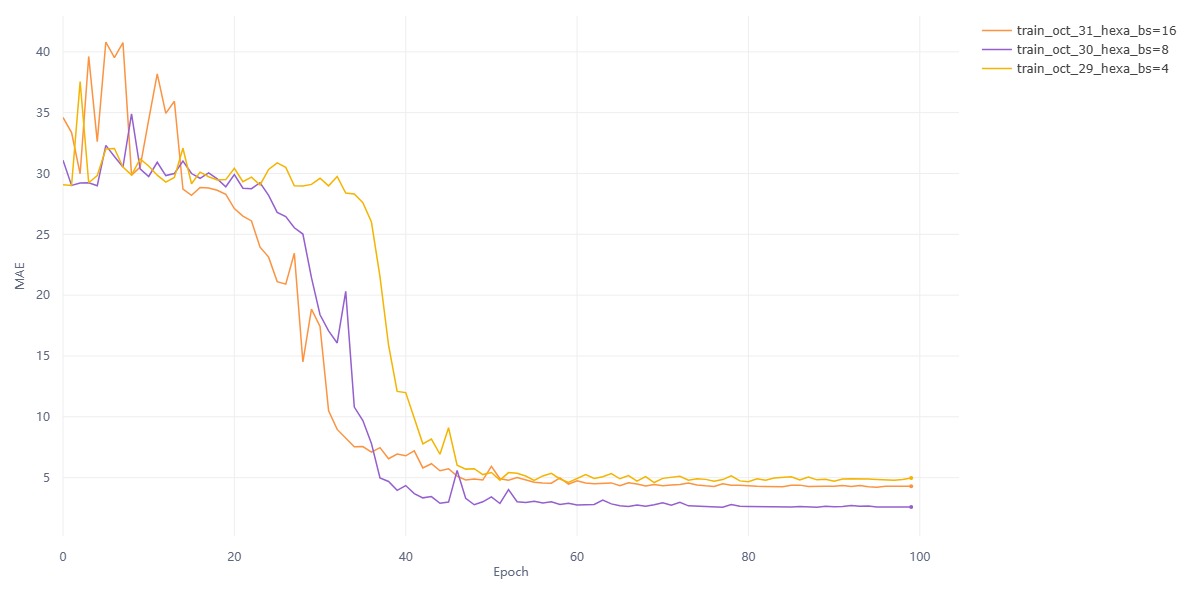 train_oct_31_hexa_bs=16
train_oct_30_hexa_bs=8
train_oct_29_hexa_bs=4
40
35
30
25
20
15
10
5
MAE
0 20 40 60 80 100
Epoch